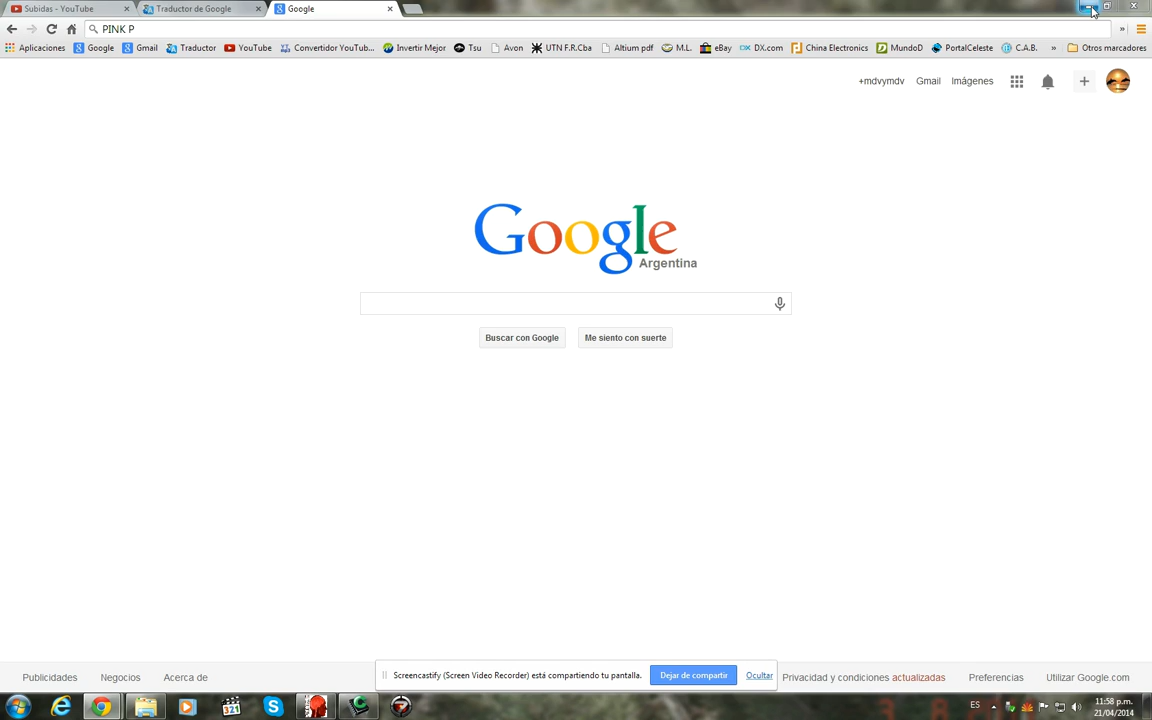 Subidas - YouTube
Traductor de Google
Google
PINK P
Aplicaciones Google Gmail Traductor YouTube Convertidor YouTub... Invertir Mejor Tsu Avon UTN F.R.Cba Altium pdf M.L. eBay DX.com China Electronics MundoD PortalCeleste C.A.B. » Otros marcadores
+mdvymdv Gmail Imágenes
Google
Argentina
Buscar con Google Me siento con suerte
Publicidades Negocios Acerca de
Screencastify (Screen Video Recorder) está compartiendo tu pantalla. Dejar de compartir Ocultar
Privacidad y condiciones actualizadas Preferencias Utilizar Google.com
321
ES
11:58 p.m.
21/04/2014